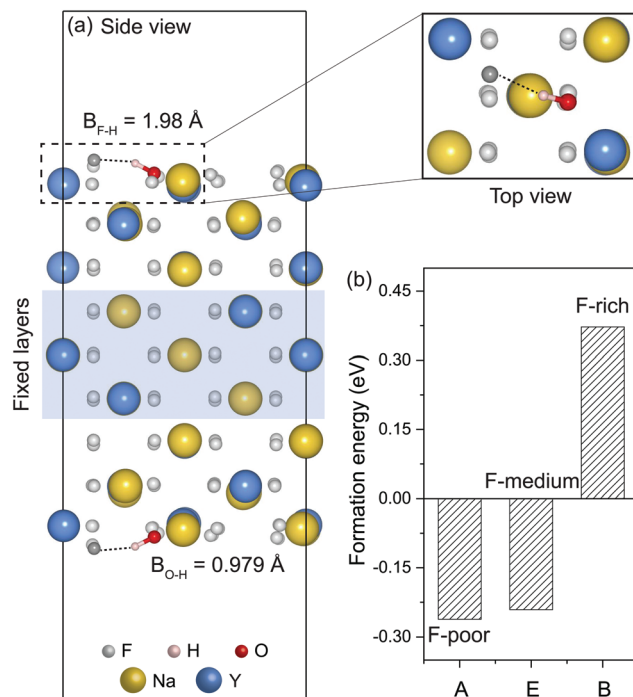 (a) Side view
B_F-H = 1.98 Å
Top view
Fixed layers
B_O-H = 0.979 Å
F H O
Na Y
(b)
Formation energy (eV)
0.45
0.30
0.15
0.00
-0.15
-0.30
F-rich
F-medium
F-poor
A E B